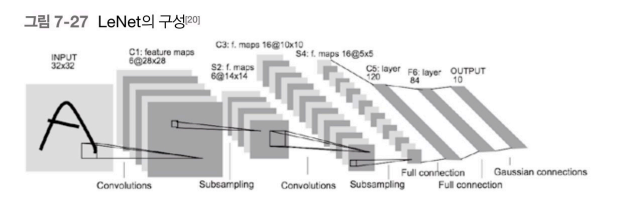 그림 7-27 LeNet의 구성[20]
INPUT
32x32
C1: feature maps
6@28x28
S2: f. maps
6@14x14
C3: f. maps 16@10x10
S4: f. maps 16@5x5
C5: layer
120
F6: layer
84
OUTPUT
10
Convolutions
Subsampling
Convolutions
Subsampling
Full connection
Full connection
Gaussian connections